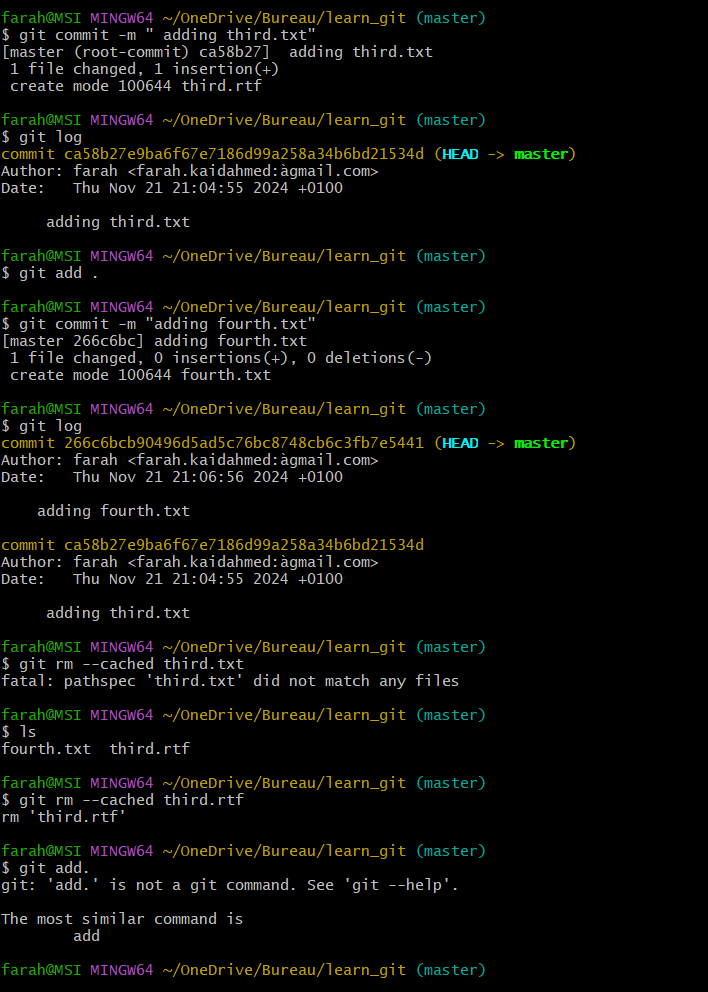 farah@MSI MINGW64 ~/OneDrive/Bureau/learn_git (master)
$ git commit -m " adding third.txt"
[master (root-commit) ca58b27]  adding third.txt
 1 file changed, 1 insertion(+)
 create mode 100644 third.rtf

farah@MSI MINGW64 ~/OneDrive/Bureau/learn_git (master)
$ git log
commit ca58b27e9ba6f67e7186d99a258a34b6bd21534d (HEAD -> master)
Author: farah <farah.kaidahmed:àgmail.com>
Date:   Thu Nov 21 21:04:55 2024 +0100

     adding third.txt

farah@MSI MINGW64 ~/OneDrive/Bureau/learn_git (master)
$ git add .

farah@MSI MINGW64 ~/OneDrive/Bureau/learn_git (master)
$ git commit -m "adding fourth.txt"
[master 266c6bc] adding fourth.txt
 1 file changed, 0 insertions(+), 0 deletions(-)
 create mode 100644 fourth.txt

farah@MSI MINGW64 ~/OneDrive/Bureau/learn_git (master)
$ git log
commit 266c6bcb90496d5ad5c76bc8748cb6c3fb7e5441 (HEAD -> master)
Author: farah <farah.kaidahmed:àgmail.com>
Date:   Thu Nov 21 21:06:56 2024 +0100

    adding fourth.txt

commit ca58b27e9ba6f67e7186d99a258a34b6bd21534d
Author: farah <farah.kaidahmed:àgmail.com>
Date:   Thu Nov 21 21:04:55 2024 +0100

     adding third.txt

farah@MSI MINGW64 ~/OneDrive/Bureau/learn_git (master)
$ git rm --cached third.txt
fatal: pathspec 'third.txt' did not match any files

farah@MSI MINGW64 ~/OneDrive/Bureau/learn_git (master)
$ ls
fourth.txt  third.rtf

farah@MSI MINGW64 ~/OneDrive/Bureau/learn_git (master)
$ git rm --cached third.rtf
rm 'third.rtf'

farah@MSI MINGW64 ~/OneDrive/Bureau/learn_git (master)
$ git add.
git: 'add.' is not a git command. See 'git --help'.

The most similar command is
        add

farah@MSI MINGW64 ~/OneDrive/Bureau/learn_git (master)